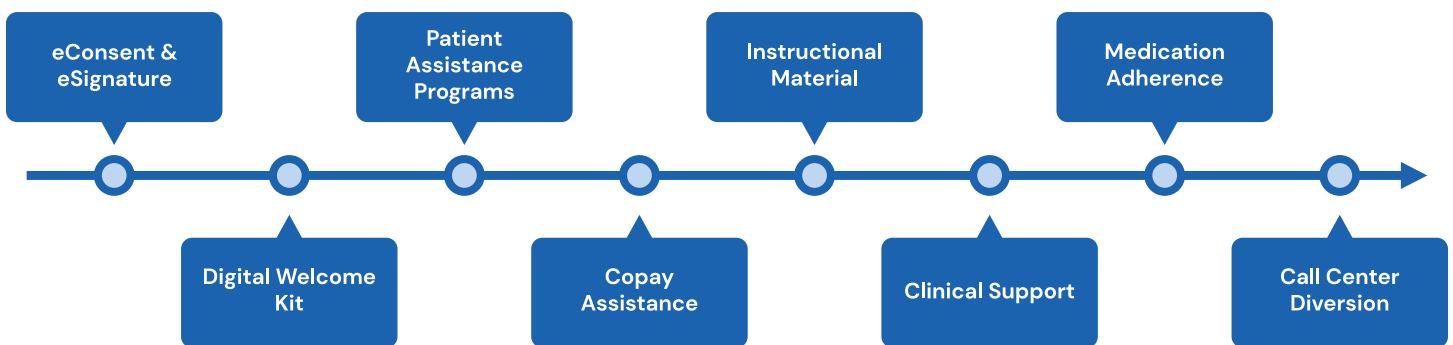 eConsent &
eSignature
Digital Welcome
Kit
Patient
Assistance
Programs
Copay
Assistance
Instructional
Material
Clinical Support
Medication
Adherence
Call Center
Diversion